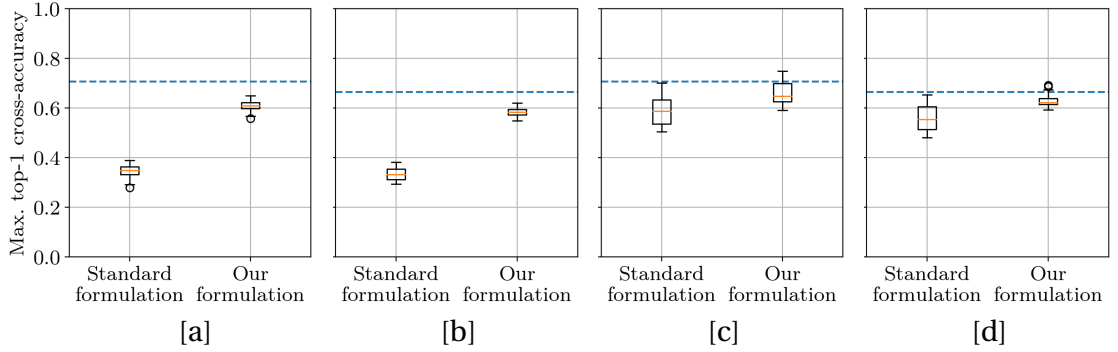 Max. top-1 cross-accuracy
1.0
0.8
0.6
0.4
0.2
0.0
Standard
formulation
Our
formulation
[a]
Standard
formulation
Our
formulation
[b]
Standard
formulation
Our
formulation
[c]
Standard
formulation
Our
formulation
[d]